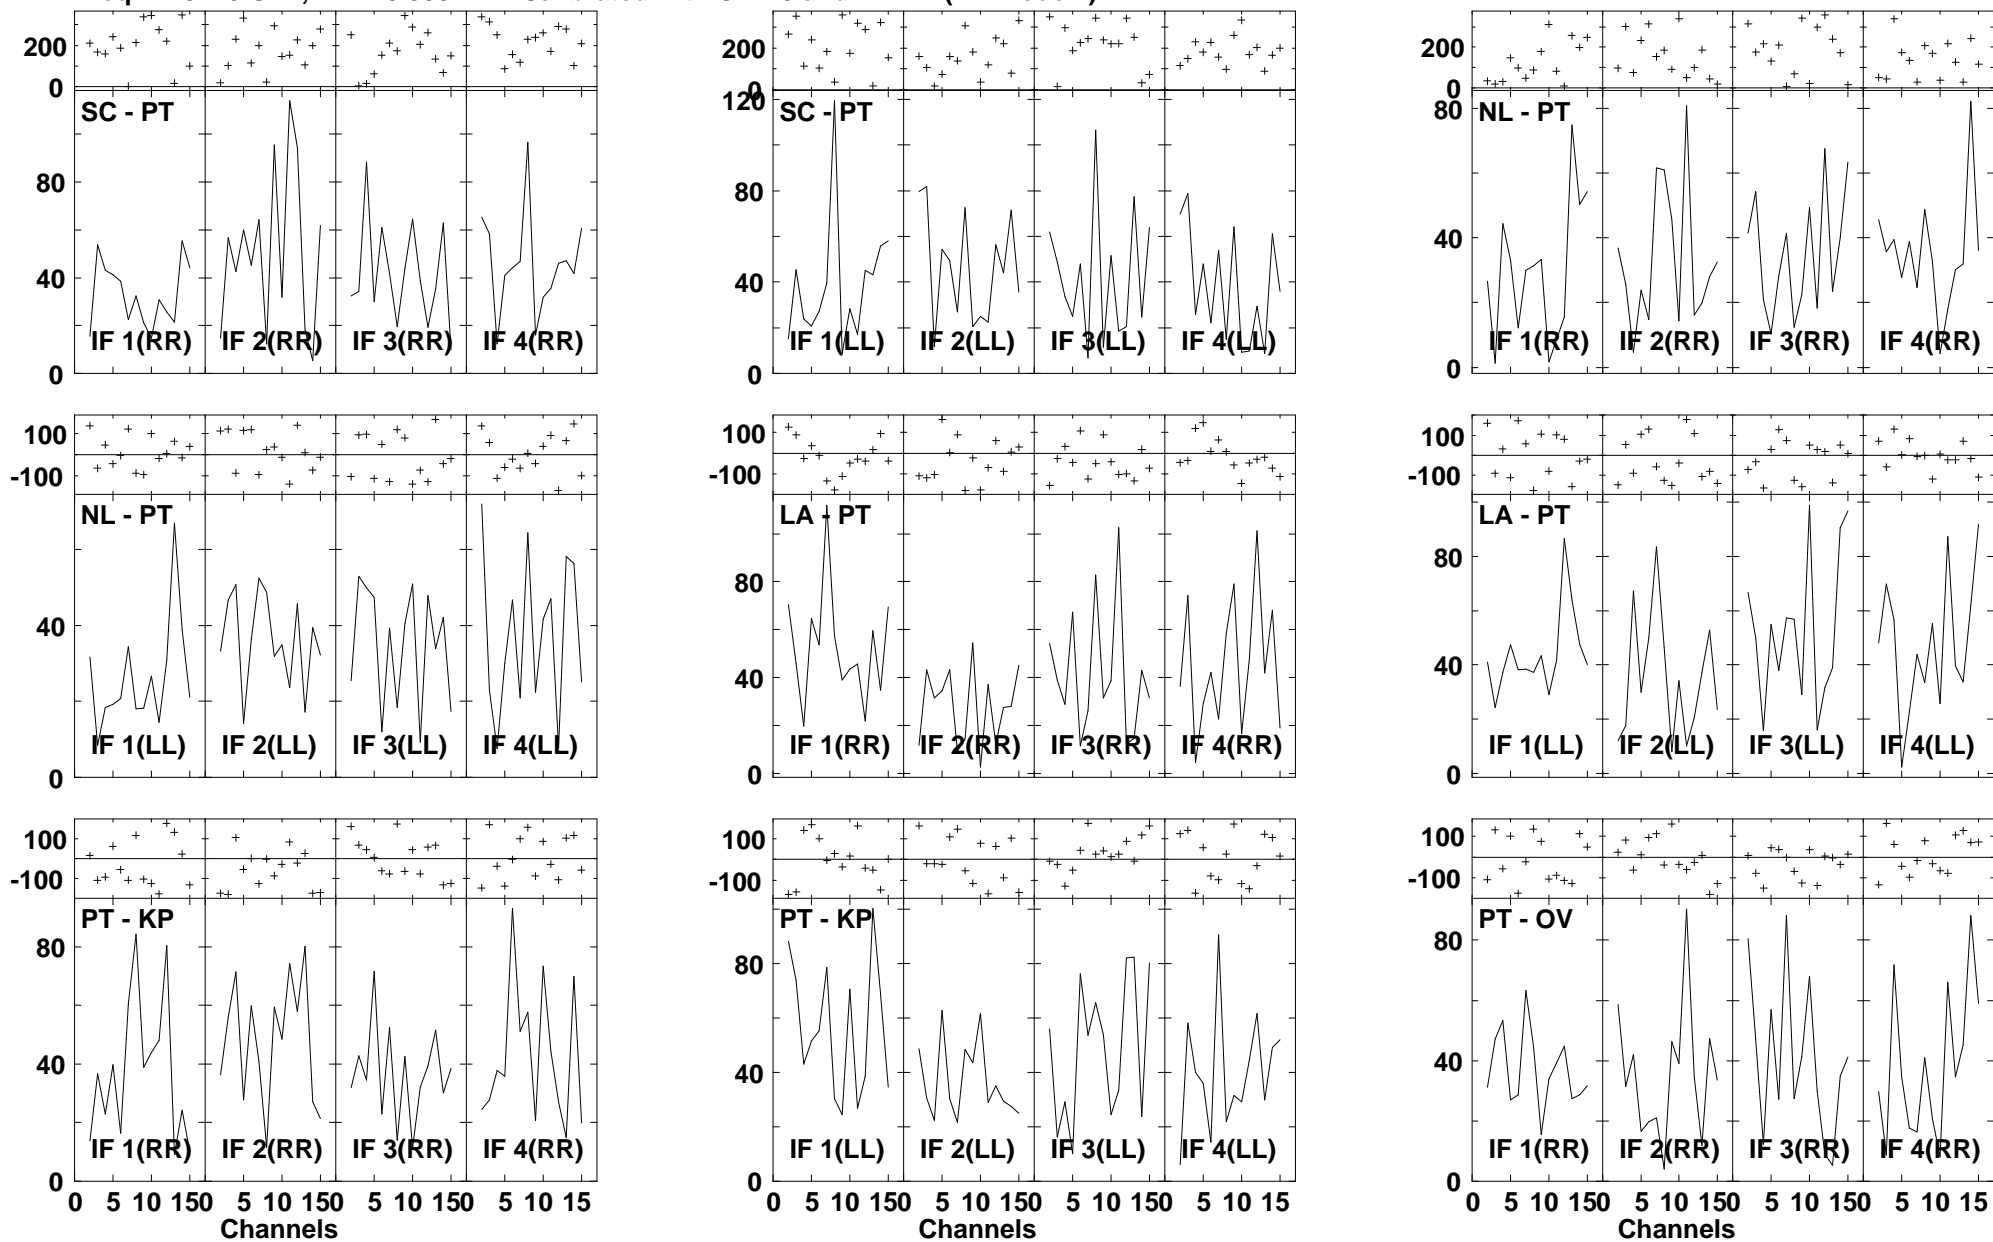 200 200 200
0 0 0
SC - PT 120 SC - PT 80 NL - PT
80 80
40 40 40
IF 1(RR) IF 2(RR) IF 3(RR) IF 4(RR) IF 1(LL) IF 2(LL) IF 3(LL) IF 4(LL) IF 1(RR) IF 2(RR) IF 3(RR) IF 4(RR)
0 0 0
100 100 100
-100 -100 -100
NL - PT LA - PT LA - PT
80 80
40 40 40
IF 1(LL) IF 2(LL) IF 3(LL) IF 4(LL) IF 1(RR) IF 2(RR) IF 3(RR) IF 4(RR) IF 1(LL) IF 2(LL) IF 3(LL) IF 4(LL)
0 0 0
100 100 100
-100 -100 -100
PT - KP PT - KP PT - OV
80 80 80
40 40 40
IF 1(RR) IF 2(RR) IF 3(RR) IF 4(RR) IF 1(LL) IF 2(LL) IF 3(LL) IF 4(LL) IF 1(RR) IF 2(RR) IF 3(RR) IF 4(RR)
0 0 0
0 5 10 150 5 10 150 5 10 150 5 10 15 0 5 10 150 5 10 150 5 10 150 5 10 15 0 5 10 150 5 10 150 5 10 150 5 10 15
Channels Channels Channels